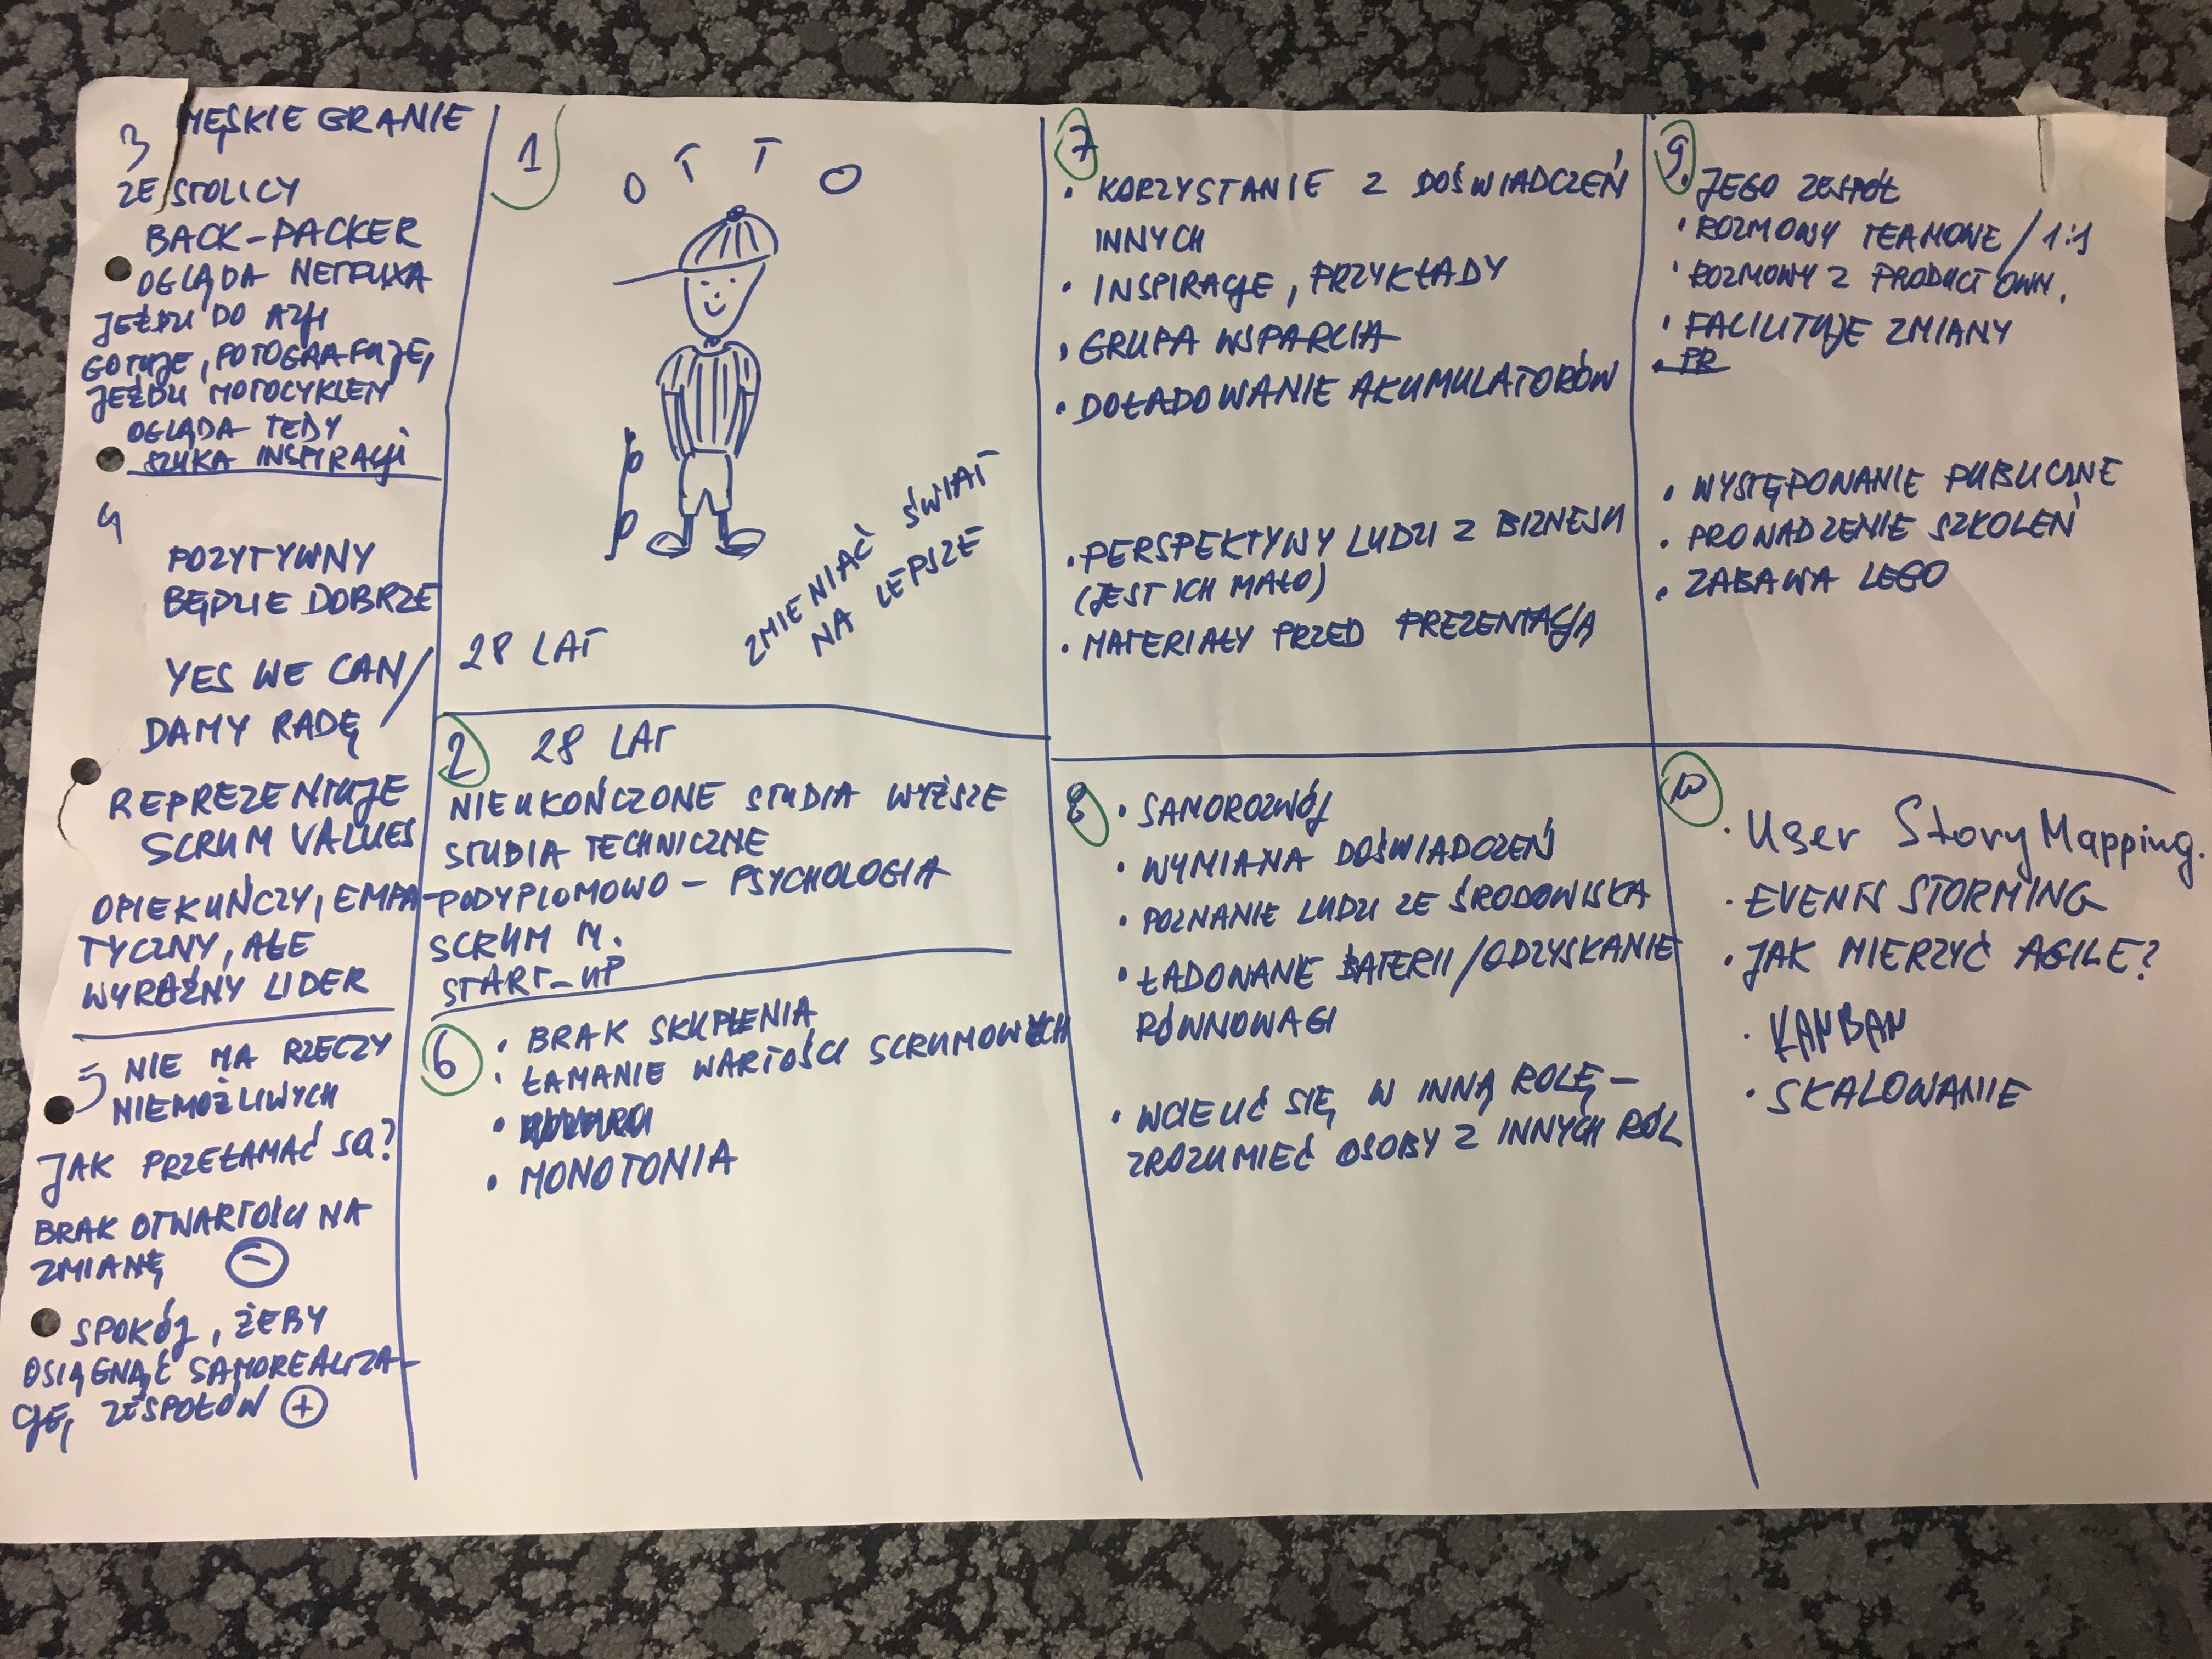 3 MĘSKIE GRANIE
ZE STOLICY
BACK-PACKER
OGLĄDA NETFLIXA
JEŹDZI DO AZJI
GOTUJE, FOTOGRAFUJE,
JEŹDZI MOTOCYKLEM
OGLĄDA TEDY
SZUKA INSPIRACJI
4
POZYTYWNY
BĘDZIE DOBRZE
YES WE CAN/
DAMY RADĘ
REPREZENTUJE
SCRUM VALUES
OPIEKUŃCZY, EMPA-
TYCZNY, ALE
WYRAŹNY LIDER
5 NIE MA RZECZY
NIEMOŻLIWYCH
JAK PRZEŁAMAĆ SQ?
BRAK OTWARTOŚCI NA
ZMIANĘ -
SPOKÓJ, ŻEBY
OSIĄGNĄĆ SAMOREALIZA-
CJĘ, ZESPOŁÓW +
1
OTTO
28 LAT
ZMIENIAĆ ŚWIAT
NA LEPSZE
2 28 LAT
NIEUKOŃCZONE STUDIA WYŻSZE
STUDIA TECHNICZNE
PODYPLOMOWO - PSYCHOLOGIA
SCRUM M.
START_UP
6 • BRAK SKUPIENIA
• ŁAMANIE WARTOŚCI SCRUMOWYCH
• MONOTONIA
7
• KORZYSTANIE Z DOŚWIADCZEŃ
INNYCH
• INSPIRACJE, PRZYKŁADY
• GRUPA WSPARCIA
• DOŁADOWANIE AKUMULATORÓW
• PERSPEKTYWY LUDZI Z BIZNESU
(JEST ICH MAŁO)
• MATERIAŁY PRZED PREZENTACJĄ
8 • SAMOROZWÓJ
• WYMIANA DOŚWIADCZEŃ
• POZNANIE LUDZI ZE ŚRODOWISKA
• ŁADOWANIE BATERII/ODZYSKANIE
RÓWNOWAGI
• WCIELIĆ SIĘ W INNĄ ROLĘ -
ZROZUMIEĆ OSOBY Z INNYCH RÓL
9
• JEGO ZESPÓŁ
• ROZMOWY TEAMOWE / 1:1
• ROZMOWY Z PRODUCT OWN.
• FACILITUJE ZMIANY
• PR
• WYSTĘPOWANIE PUBLICZNE
• PROWADZENIE SZKOLEŃ
• ZABAWA LEGO
10
• User Story Mapping.
• EVENTS STORMING
• JAK MIERZYĆ AGILE?
• KANBAN
• SKALOWANIE